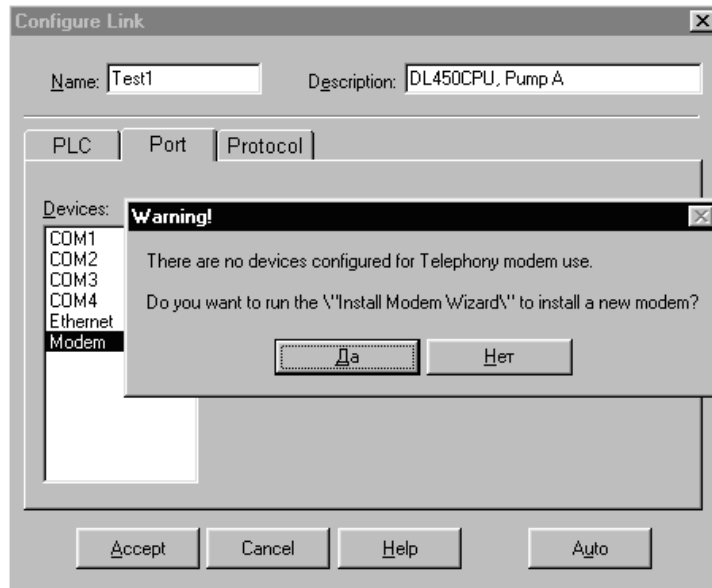 Configure Link
Name: Test1 Description: DL450CPU, Pump A
PLC Port Protocol
Devices:
COM1
COM2
COM3
COM4
Ethernet
Modem
Warning!
There are no devices configured for Telephony modem use.
Do you want to run the \"Install Modem Wizard\" to install a new modem?
Да Нет
Accept Cancel Help Auto